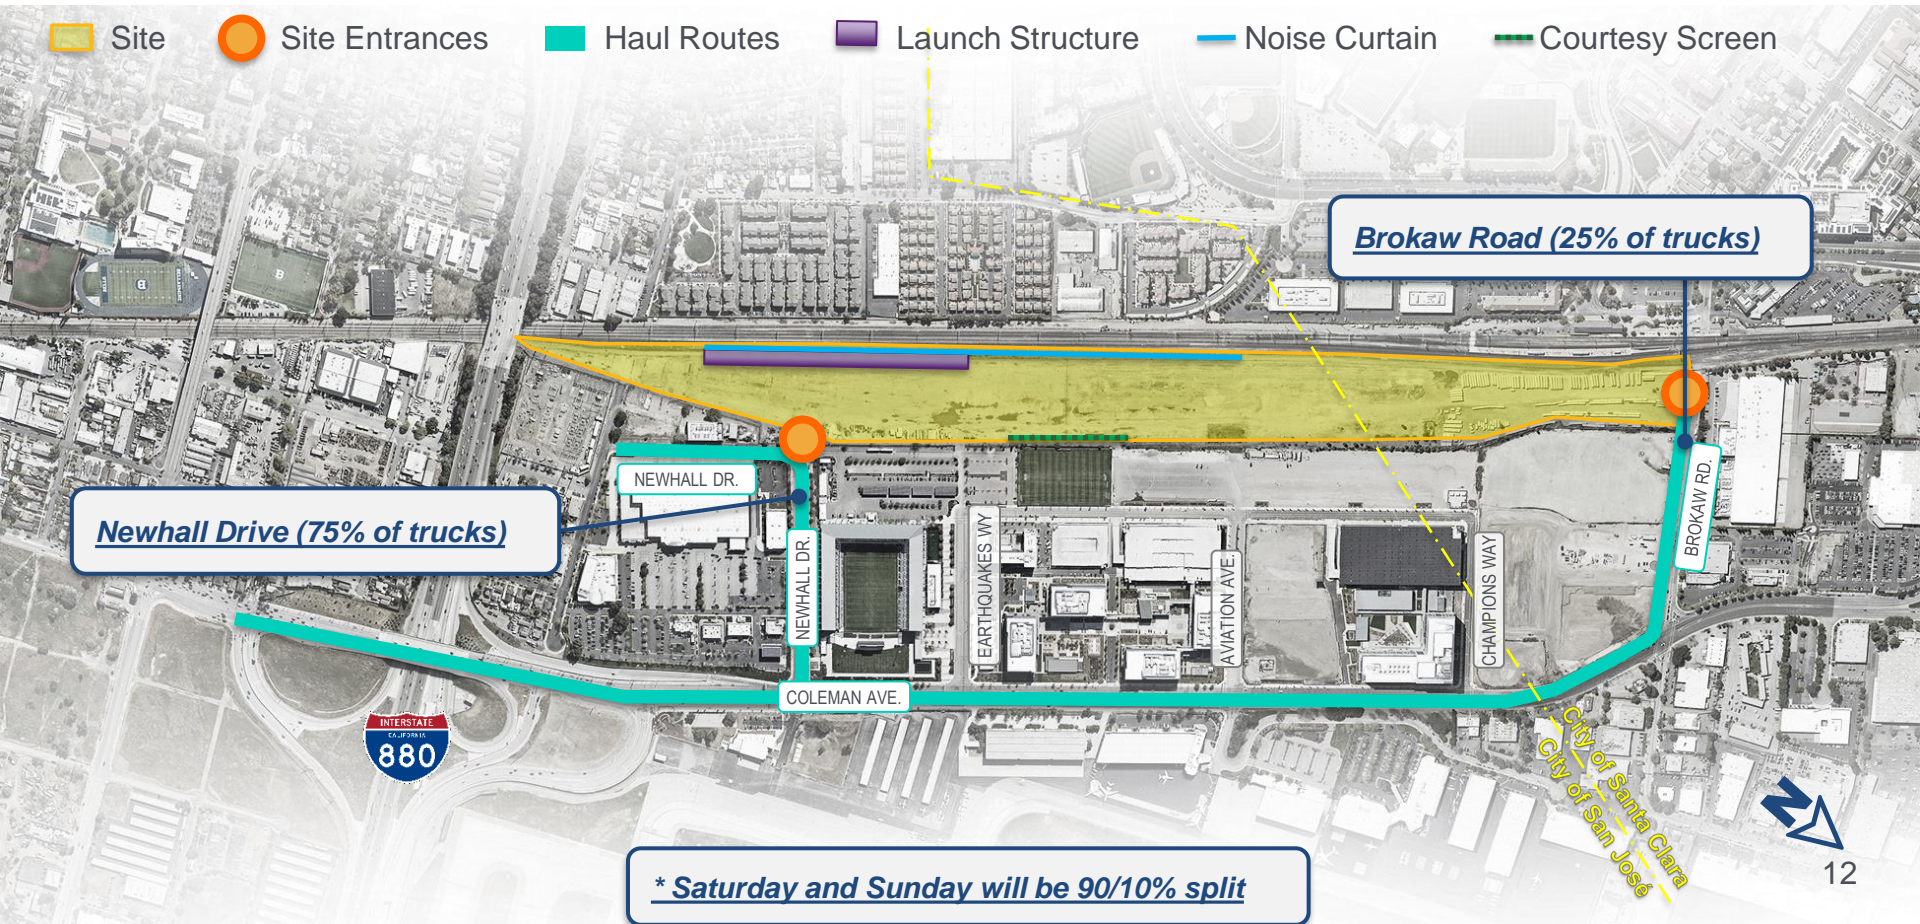 Site
Site Entrances
Haul Routes
Launch Structure
Noise Curtain
Courtesy Screen
Brokaw Road (25% of trucks)
B
B
NEWHALL DR.
Newhall Drive (75% of trucks)
NEWHALL DR.
EARTHQUAKES WY
AVIATION AVE.
CHAMPIONS WAY
BROKAW RD.
COLEMAN AVE.
INTERSTATE
CALIFORNIA
880
City of Santa Clara
City of San José
N
* Saturday and Sunday will be 90/10% split
12